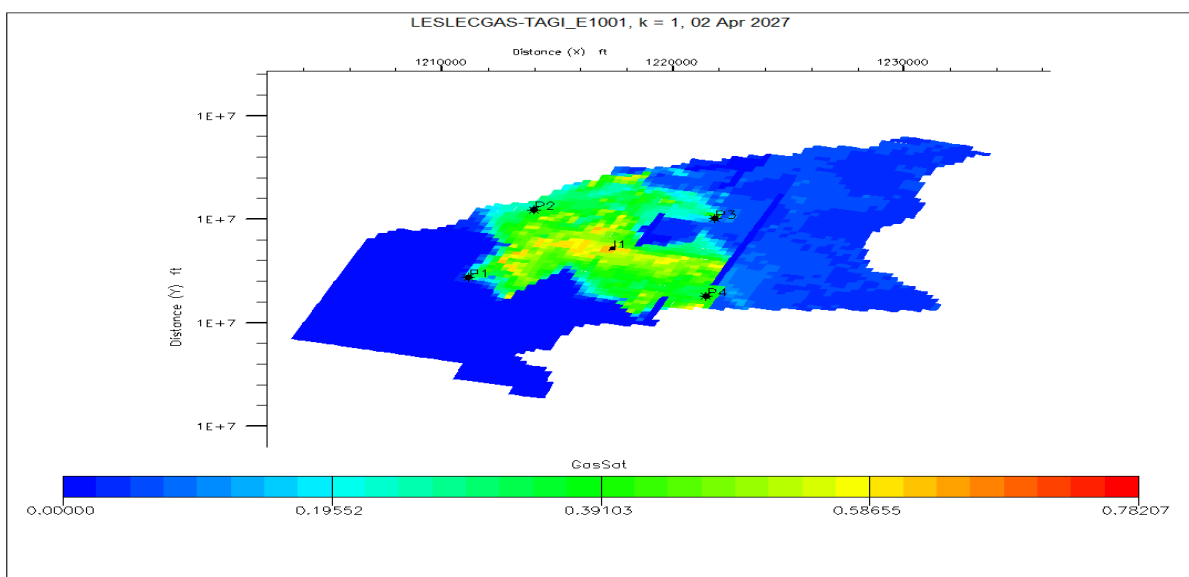 LESLECGAS-TAGI_E1001, k = 1, 02 Apr 2027
Distance (X) ft
1210000 1220000 1230000
1E+7
P2
1E+7
P3
I1
P1
P4
Distance (Y) ft
1E+7
1E+7
GasSat
0.00000 0.19552 0.39103 0.58655 0.78207